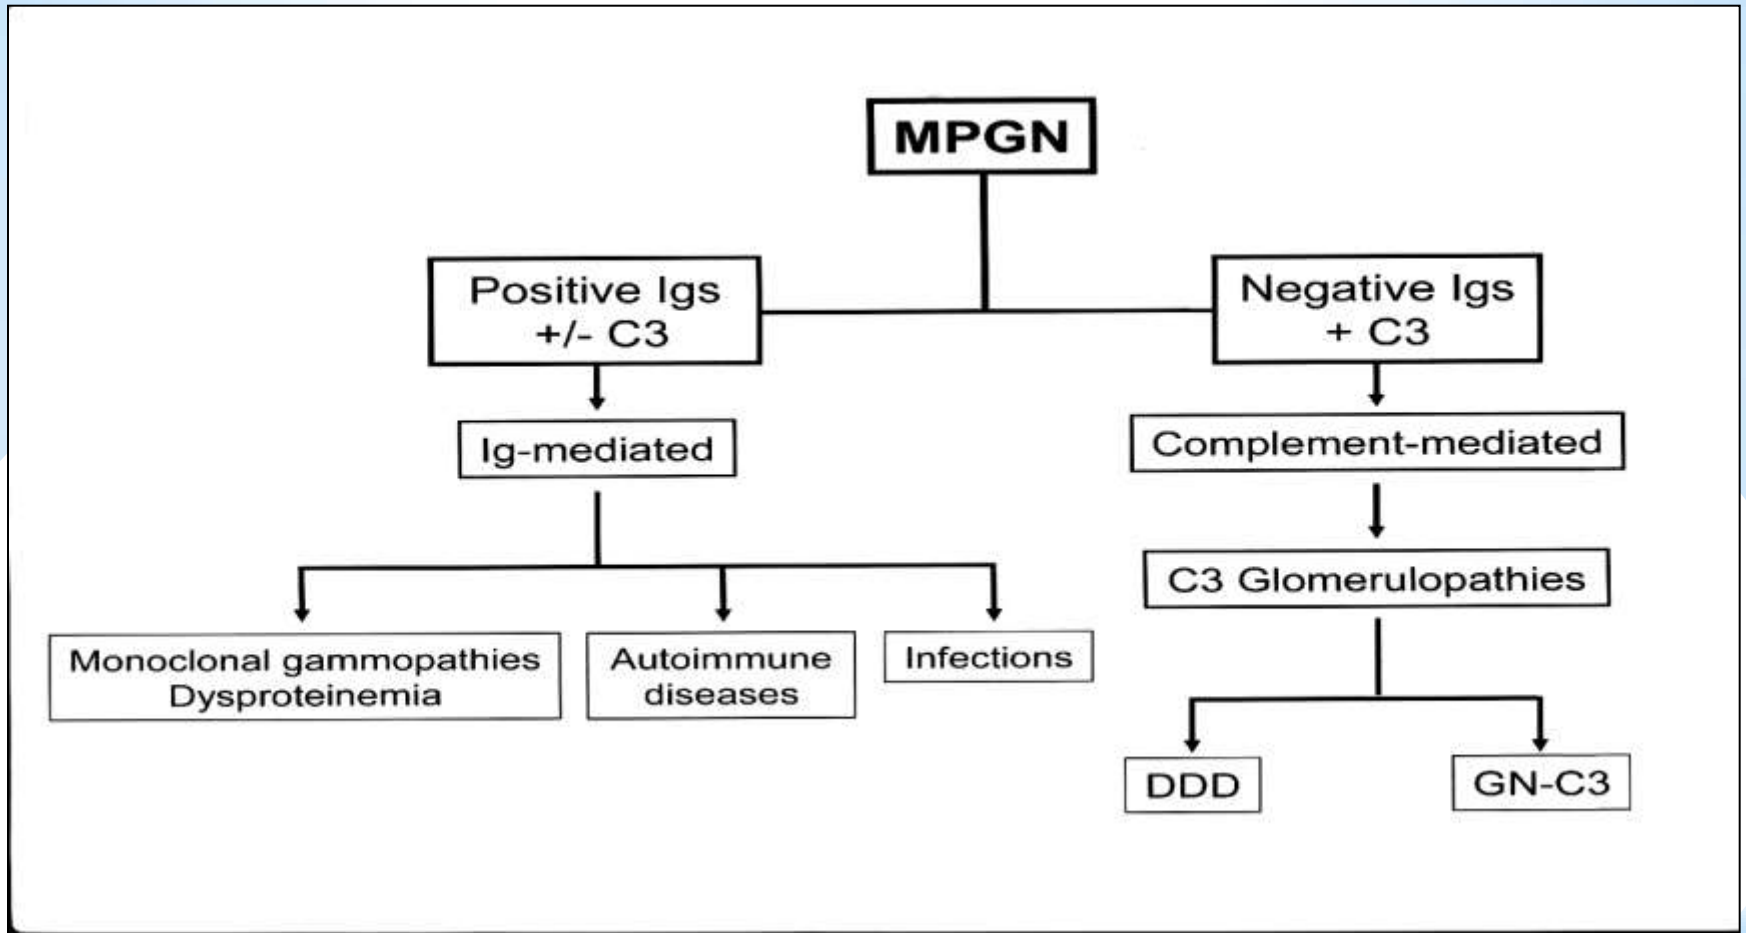 MPGN
Positive Igs
+/- C3
Negative Igs
+ C3
Ig-mediated
Complement-mediated
C3 Glomerulopathies
Monoclonal gammopathies
Dysproteinemia
Autoimmune
diseases
Infections
DDD
GN-C3